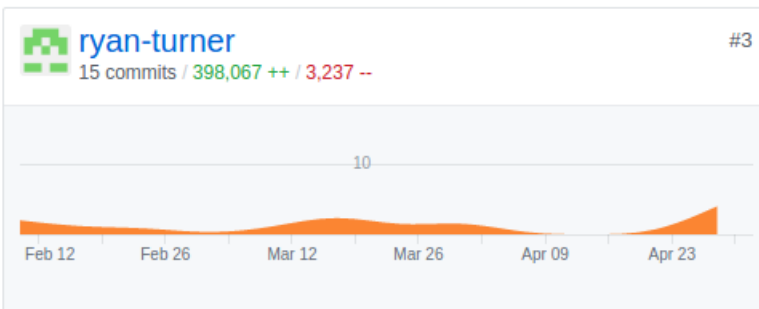 ryan-turner #3
15 commits / 398,067 ++ / 3,237 --
10
Feb 12 Feb 26 Mar 12 Mar 26 Apr 09 Apr 23